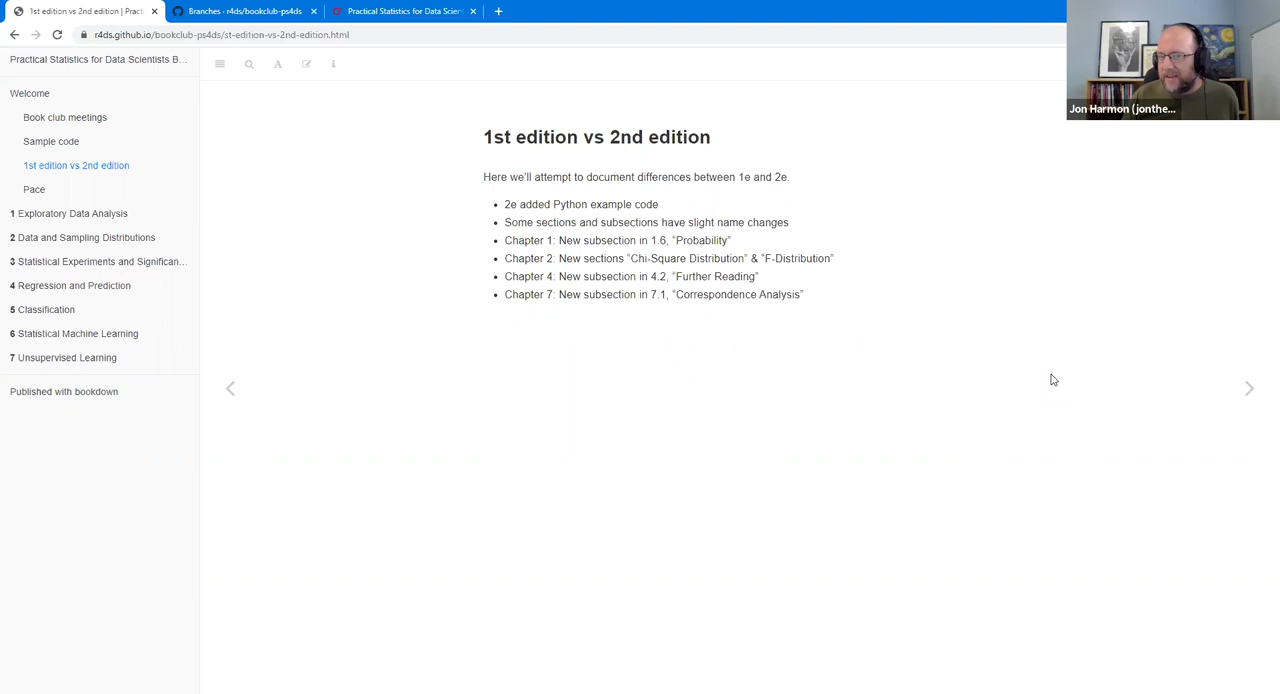 1st edition vs 2nd edition | Practi
Branches · r4ds/bookclub-ps4ds
Practical Statistics for Data Scien
r4ds.github.io/bookclub-ps4ds/st-edition-vs-2nd-edition.html
Practical Statistics for Data Scientists B...
Welcome
Book club meetings
Sample code
1st edition vs 2nd edition
Pace
1 Exploratory Data Analysis
2 Data and Sampling Distributions
3 Statistical Experiments and Significan...
4 Regression and Prediction
5 Classification
6 Statistical Machine Learning
7 Unsupervised Learning
Published with bookdown
1st edition vs 2nd edition
Here we’ll attempt to document differences between 1e and 2e.
• 2e added Python example code
• Some sections and subsections have slight name changes
• Chapter 1: New subsection in 1.6, “Probability”
• Chapter 2: New sections “Chi-Square Distribution” & “F-Distribution”
• Chapter 4: New subsection in 4.2, “Further Reading”
• Chapter 7: New subsection in 7.1, “Correspondence Analysis”
Jon Harmon (jonthe...